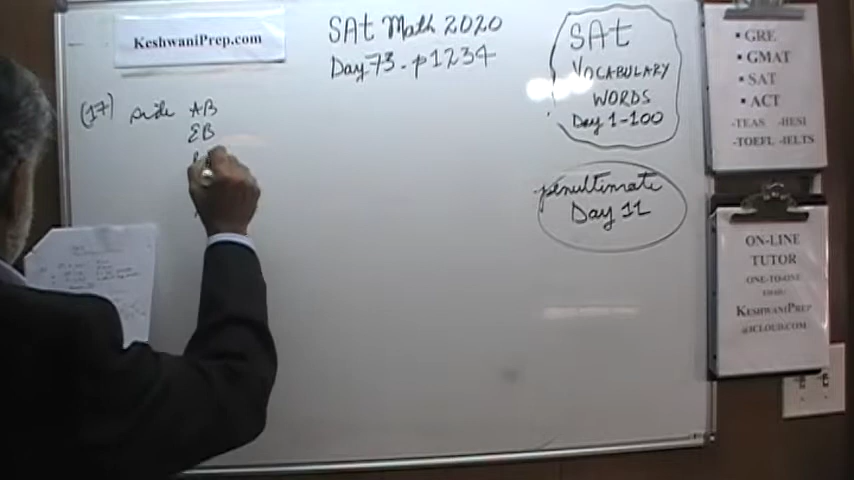 KeshwaniPrep.com
SAt Math 2020
Day 73 - p1234
(17) side AB
EB
SAt
VOCABULARY
WORDS
Day 1-100
penultimate
Day 11
▪ GRE
▪ GMAT
▪ SAT
▪ ACT
-TEAS -HESI
-TOEFL -IELTS
ON-LINE
TUTOR
ONE-TO-ONE
KESHWANIPREP
@ICLOUD.COM